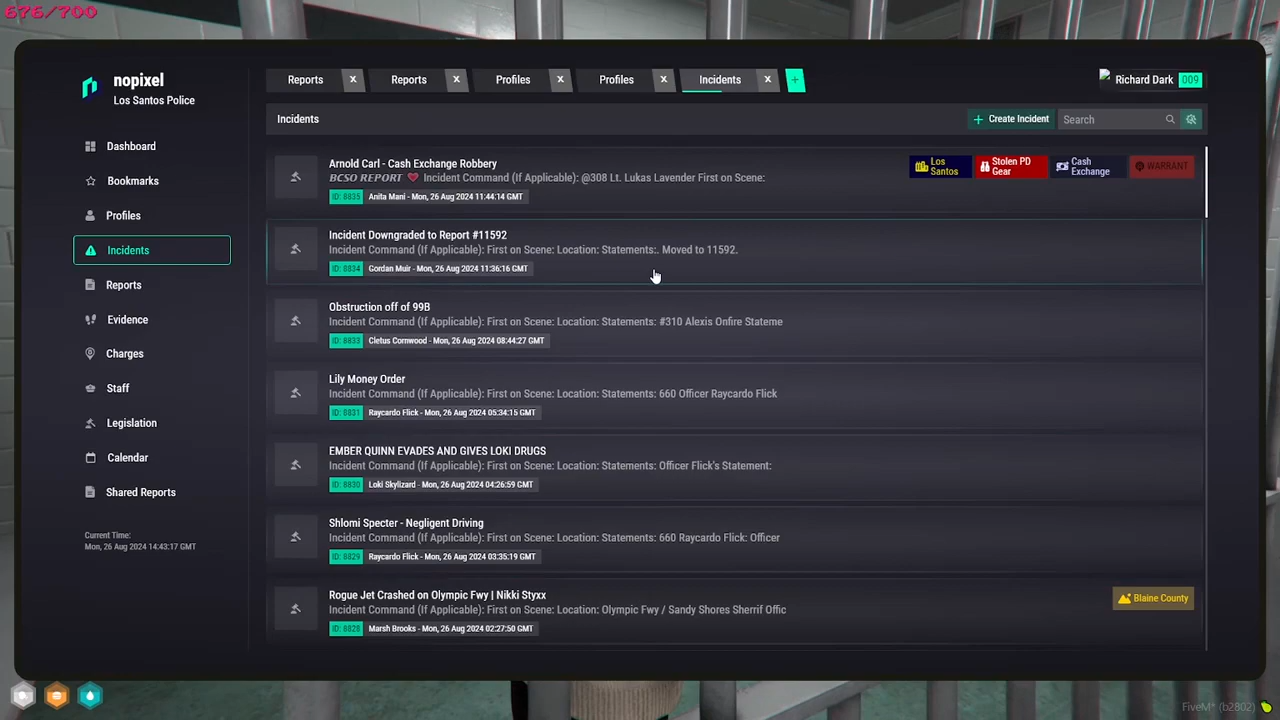 676/700
nopixel
Los Santos Police
Reports x Reports x Profiles x Profiles x Incidents x +
Richard Dark 009
Dashboard
Bookmarks
Profiles
Incidents
Reports
Evidence
Charges
Staff
Legislation
Calendar
Shared Reports
Current Time:
Mon, 26 Aug 2024 14:43:17 GMT
Incidents
+ Create Incident
Search
Arnold Carl - Cash Exchange Robbery
BCSO REPORT ❤ Incident Command (If Applicable): @308 Lt. Lukas Lavender First on Scene:
ID: 8835 Anita Mani - Mon, 26 Aug 2024 11:44:14 GMT
Los Santos
Stolen PD Gear
Cash Exchange
WARRANT
Incident Downgraded to Report #11592
Incident Command (If Applicable): First on Scene: Location: Statements:. Moved to 11592.
ID: 8834 Gordan Muir - Mon, 26 Aug 2024 11:36:16 GMT
Obstruction off of 99B
Incident Command (If Applicable): First on Scene: Location: Statements: #310 Alexis Onfire Stateme
ID: 8833 Cletus Cornwood - Mon, 26 Aug 2024 08:44:27 GMT
Lily Money Order
Incident Command (If Applicable): First on Scene: Location: Statements: 660 Officer Raycardo Flick
ID: 8831 Raycardo Flick - Mon, 26 Aug 2024 05:34:15 GMT
EMBER QUINN EVADES AND GIVES LOKI DRUGS
Incident Command (If Applicable): First on Scene: Location: Statements: Officer Flick's Statement:
ID: 8830 Loki Skylizard - Mon, 26 Aug 2024 04:26:59 GMT
Shlomi Specter - Negligent Driving
Incident Command (If Applicable): First on Scene: Location: Statements: 660 Raycardo Flick: Officer
ID: 8829 Raycardo Flick - Mon, 26 Aug 2024 03:35:19 GMT
Rogue Jet Crashed on Olympic Fwy | Nikki Styxx
Incident Command (If Applicable): First on Scene: Location: Olympic Fwy / Sandy Shores Sherrif Offic
ID: 8828 Marsh Brooks - Mon, 26 Aug 2024 02:27:50 GMT
Blaine County
FiveM* (b2802)